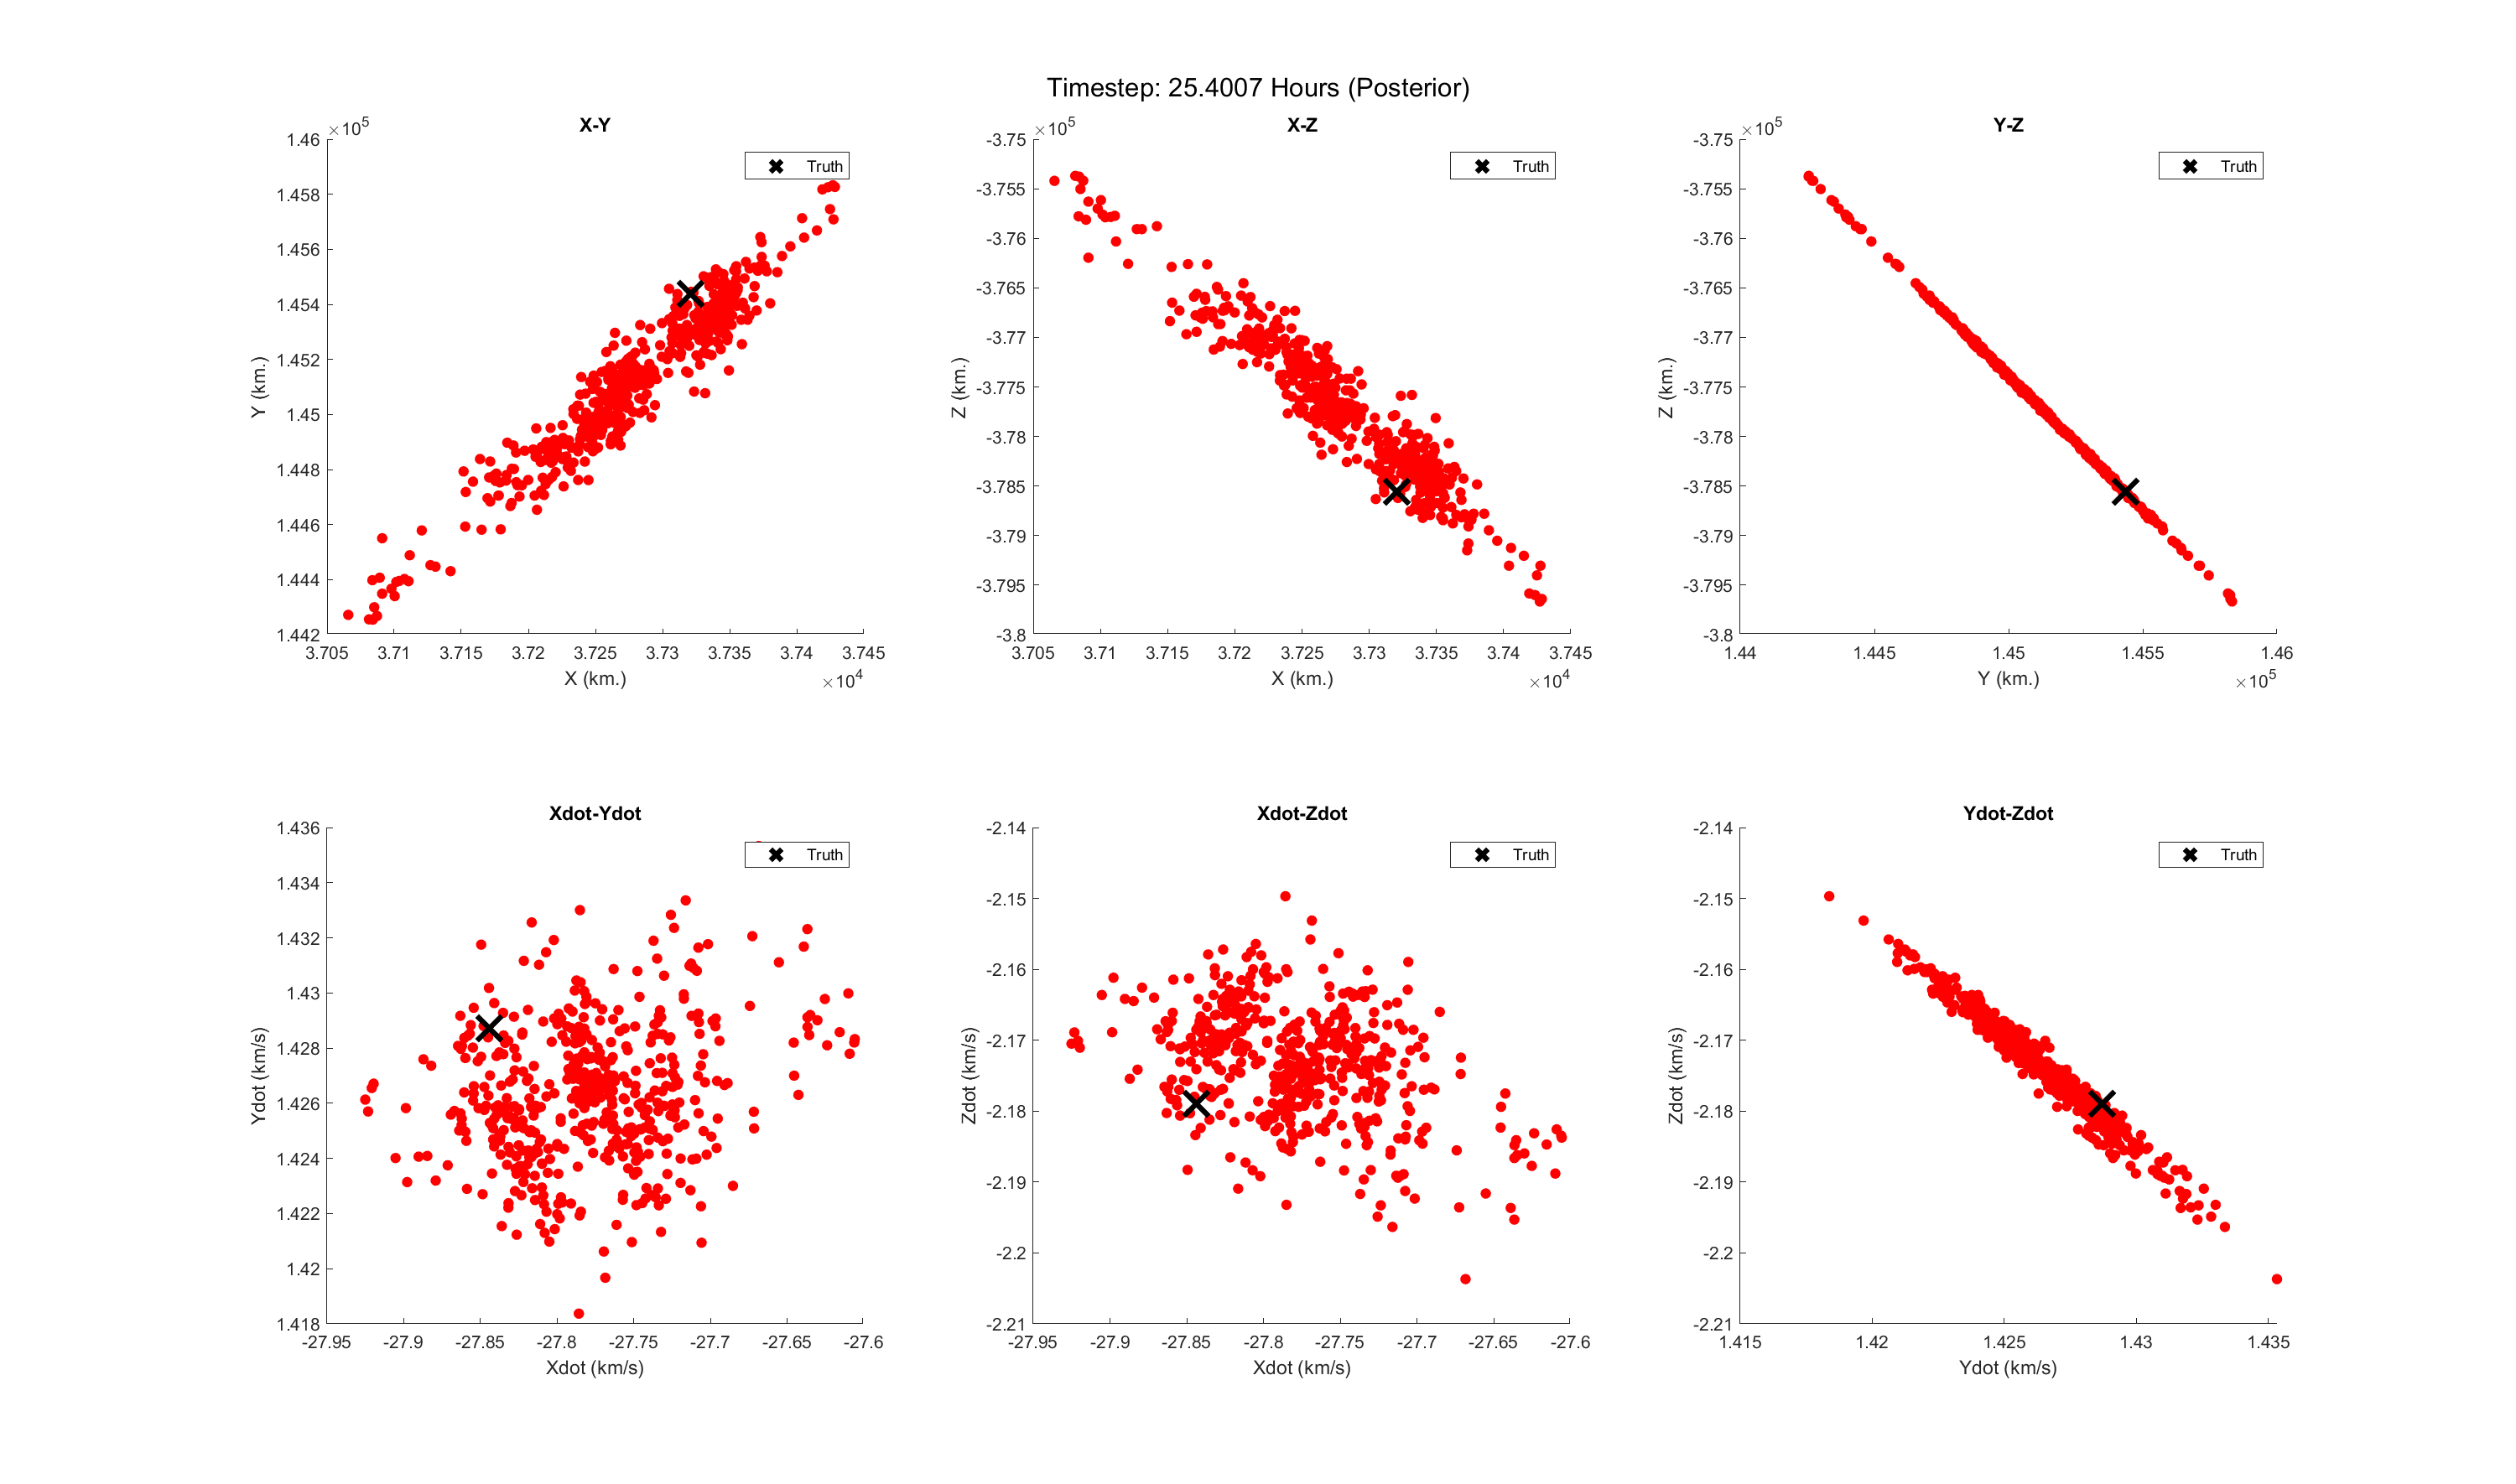 Timestep: 25.4007 Hours (Posterior)
X-Y
×10^5
Truth
1.46
1.458
1.456
1.454
1.452
1.45
1.448
1.446
1.444
1.442
Y (km.)
3.705 3.71 3.715 3.72 3.725 3.73 3.735 3.74 3.745
X (km.)
×10^4
X-Z
×10^5
Truth
-3.75
-3.755
-3.76
-3.765
-3.77
-3.775
-3.78
-3.785
-3.79
-3.795
-3.8
Z (km.)
3.705 3.71 3.715 3.72 3.725 3.73 3.735 3.74 3.745
X (km.)
×10^4
Y-Z
×10^5
Truth
-3.75
-3.755
-3.76
-3.765
-3.77
-3.775
-3.78
-3.785
-3.79
-3.795
-3.8
Z (km.)
1.44 1.445 1.45 1.455 1.46
Y (km.)
×10^5
Xdot-Ydot
Truth
1.436
1.434
1.432
1.43
1.428
1.426
1.424
1.422
1.42
1.418
Ydot (km/s)
-27.95 -27.9 -27.85 -27.8 -27.75 -27.7 -27.65 -27.6
Xdot (km/s)
Xdot-Zdot
Truth
-2.14
-2.15
-2.16
-2.17
-2.18
-2.19
-2.2
-2.21
Zdot (km/s)
-27.95 -27.9 -27.85 -27.8 -27.75 -27.7 -27.65 -27.6
Xdot (km/s)
Ydot-Zdot
Truth
-2.14
-2.15
-2.16
-2.17
-2.18
-2.19
-2.2
-2.21
Zdot (km/s)
1.415 1.42 1.425 1.43 1.435
Ydot (km/s)